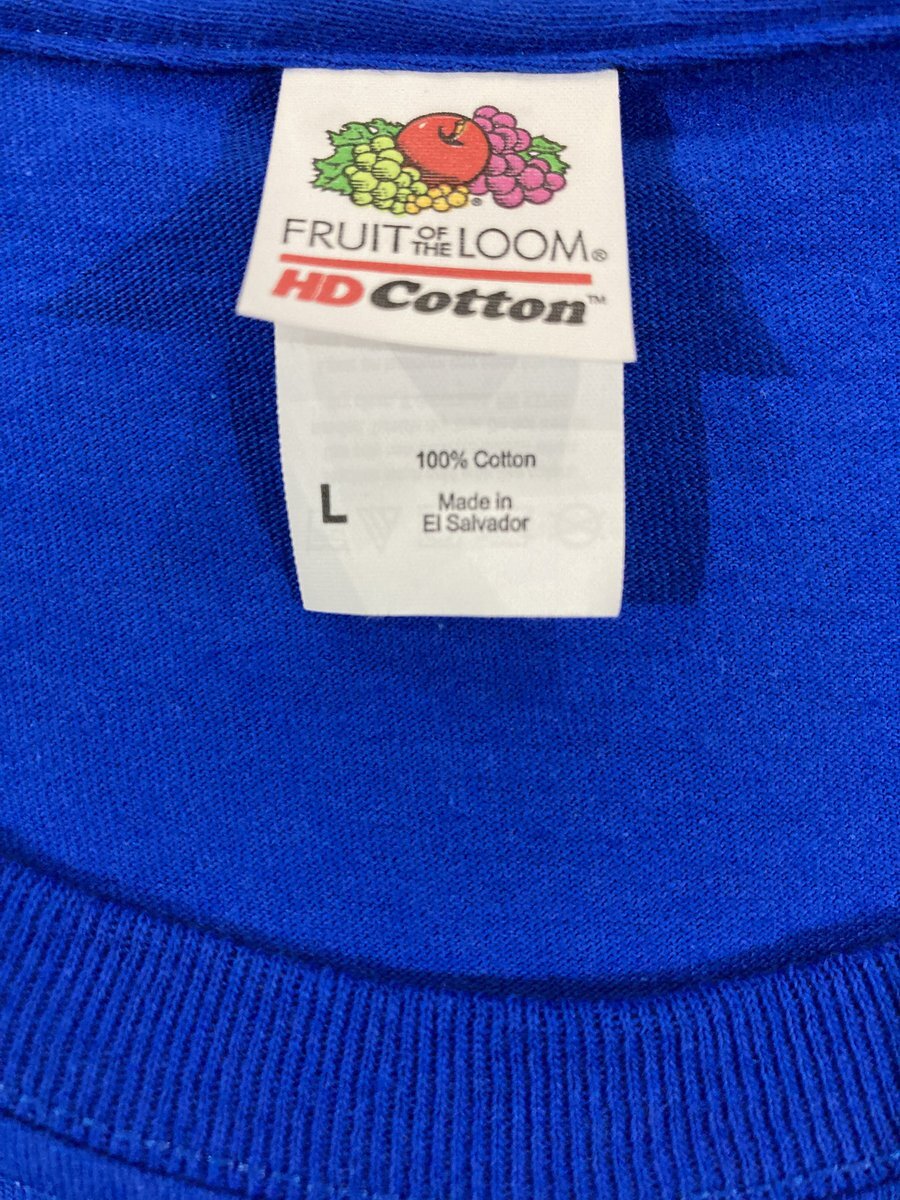 FRUIT OF THE LOOM®
HD Cotton™
100% Cotton
L
Made in
El Salvador